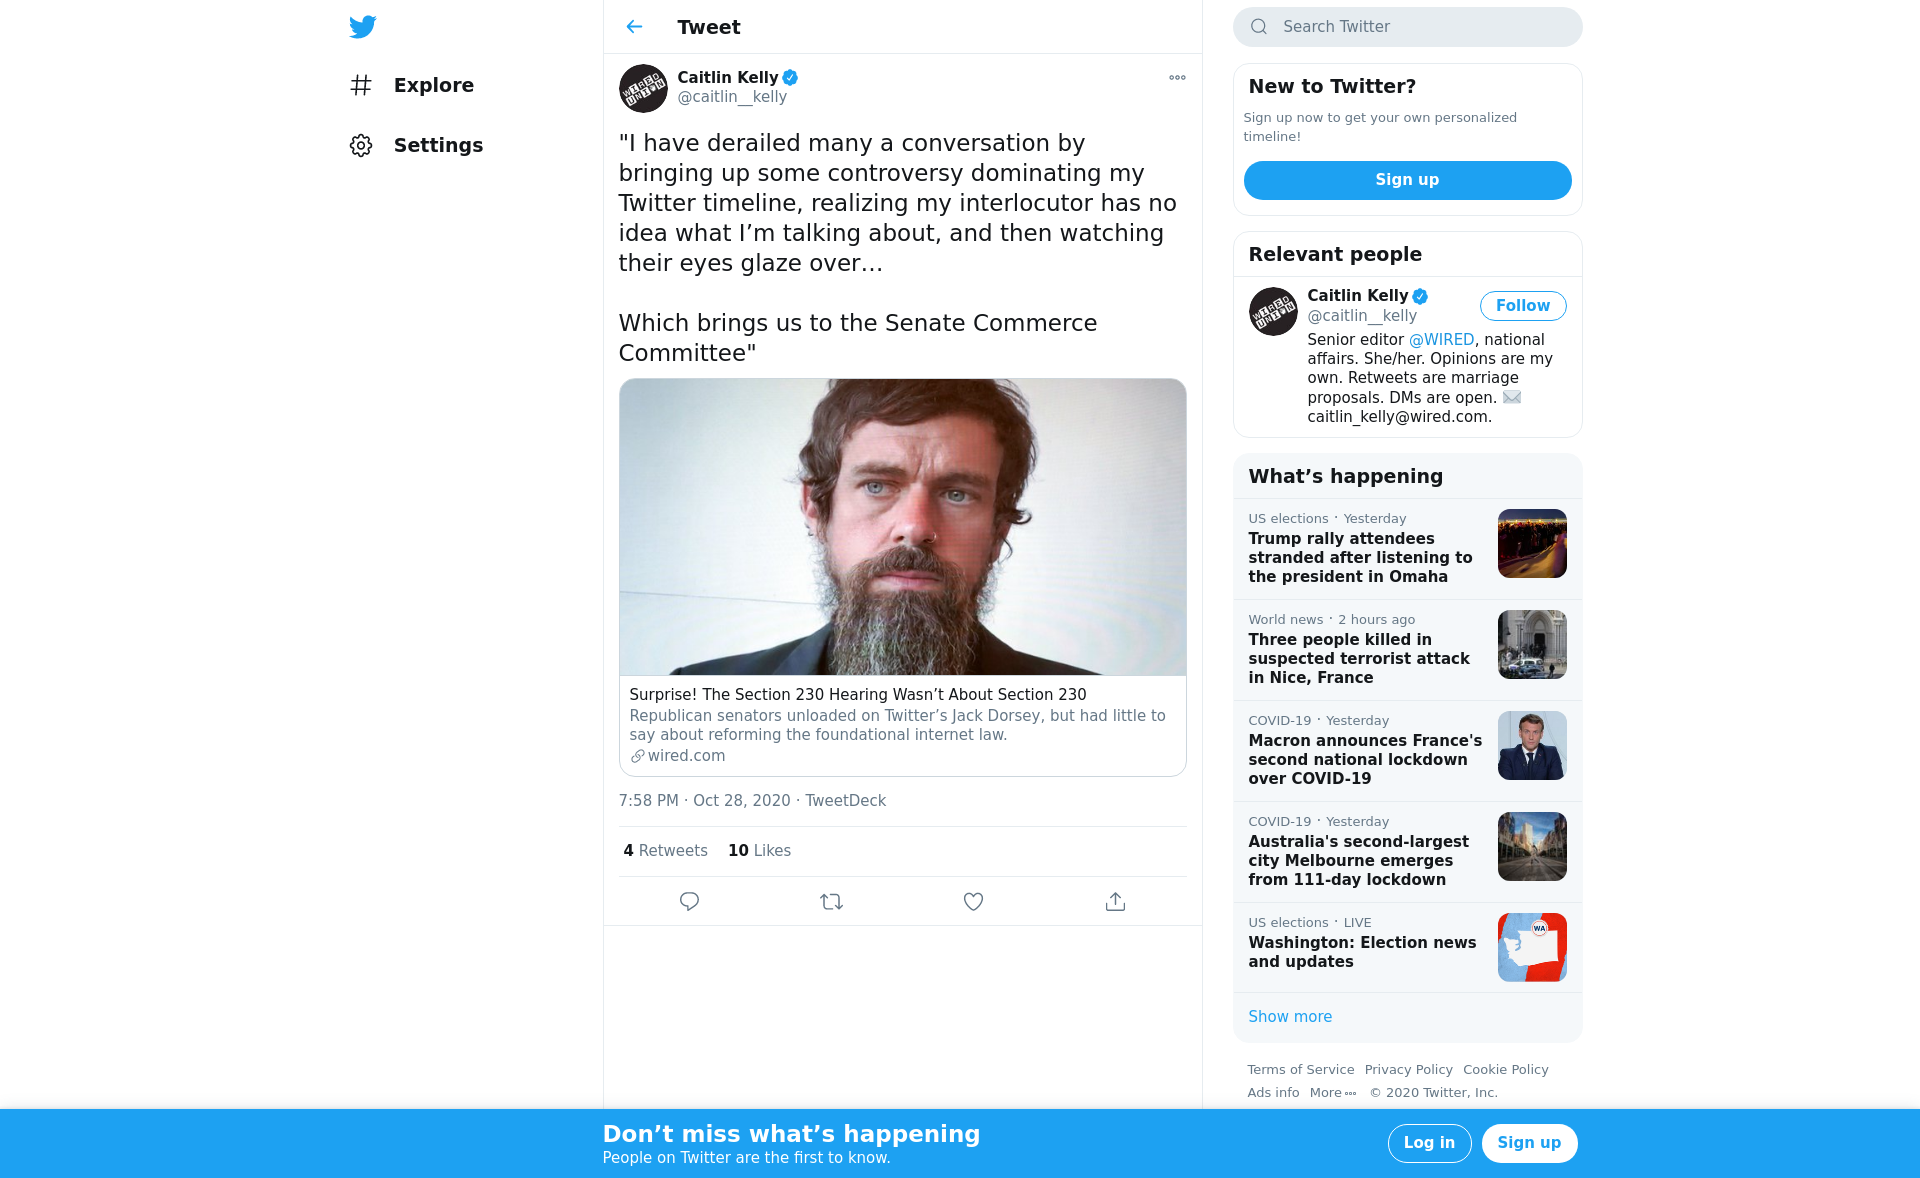 Explore
Settings
Tweet
Caitlin Kelly
@caitlin__kelly
"I have derailed many a conversation by
bringing up some controversy dominating my
Twitter timeline, realizing my interlocutor has no
idea what I’m talking about, and then watching
their eyes glaze over…
Which brings us to the Senate Commerce
Committee"
Surprise! The Section 230 Hearing Wasn’t About Section 230
Republican senators unloaded on Twitter’s Jack Dorsey, but had little to
say about reforming the foundational internet law.
wired.com
7:58 PM · Oct 28, 2020 · TweetDeck
4 Retweets 10 Likes
Search Twitter
New to Twitter?
Sign up now to get your own personalized
timeline!
Sign up
Relevant people
WIRED
UNION
Caitlin Kelly
@caitlin__kelly
Follow
Senior editor @WIRED, national
affairs. She/her. Opinions are my
own. Retweets are marriage
proposals. DMs are open.
caitlin_kelly@wired.com.
What’s happening
US elections · Yesterday
Trump rally attendees
stranded after listening to
the president in Omaha
World news · 2 hours ago
Three people killed in
suspected terrorist attack
in Nice, France
COVID-19 · Yesterday
Macron announces France's
second national lockdown
over COVID-19
COVID-19 · Yesterday
Australia's second-largest
city Melbourne emerges
from 111-day lockdown
US elections · LIVE
Washington: Election news
and updates
WA
Show more
Terms of Service Privacy Policy Cookie Policy
Ads info More © 2020 Twitter, Inc.
Don’t miss what’s happening
People on Twitter are the first to know.
Log in
Sign up